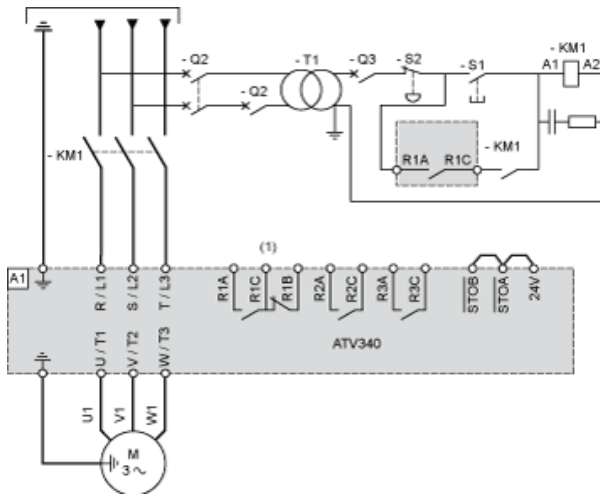 - Q2
- T1
- Q3
- S2
- S1
- KM1
A1
A2
- Q2
- KM1
R1A
R1C
- KM1
(1)
A1
R / L1
S / L2
T / L3
R1A
R1C
R1B
R2A
R2C
R3A
R3C
STOB
STOA
24V
ATV340
U / T1
V / T2
W / T3
U1
V1
W1
M
3 ~